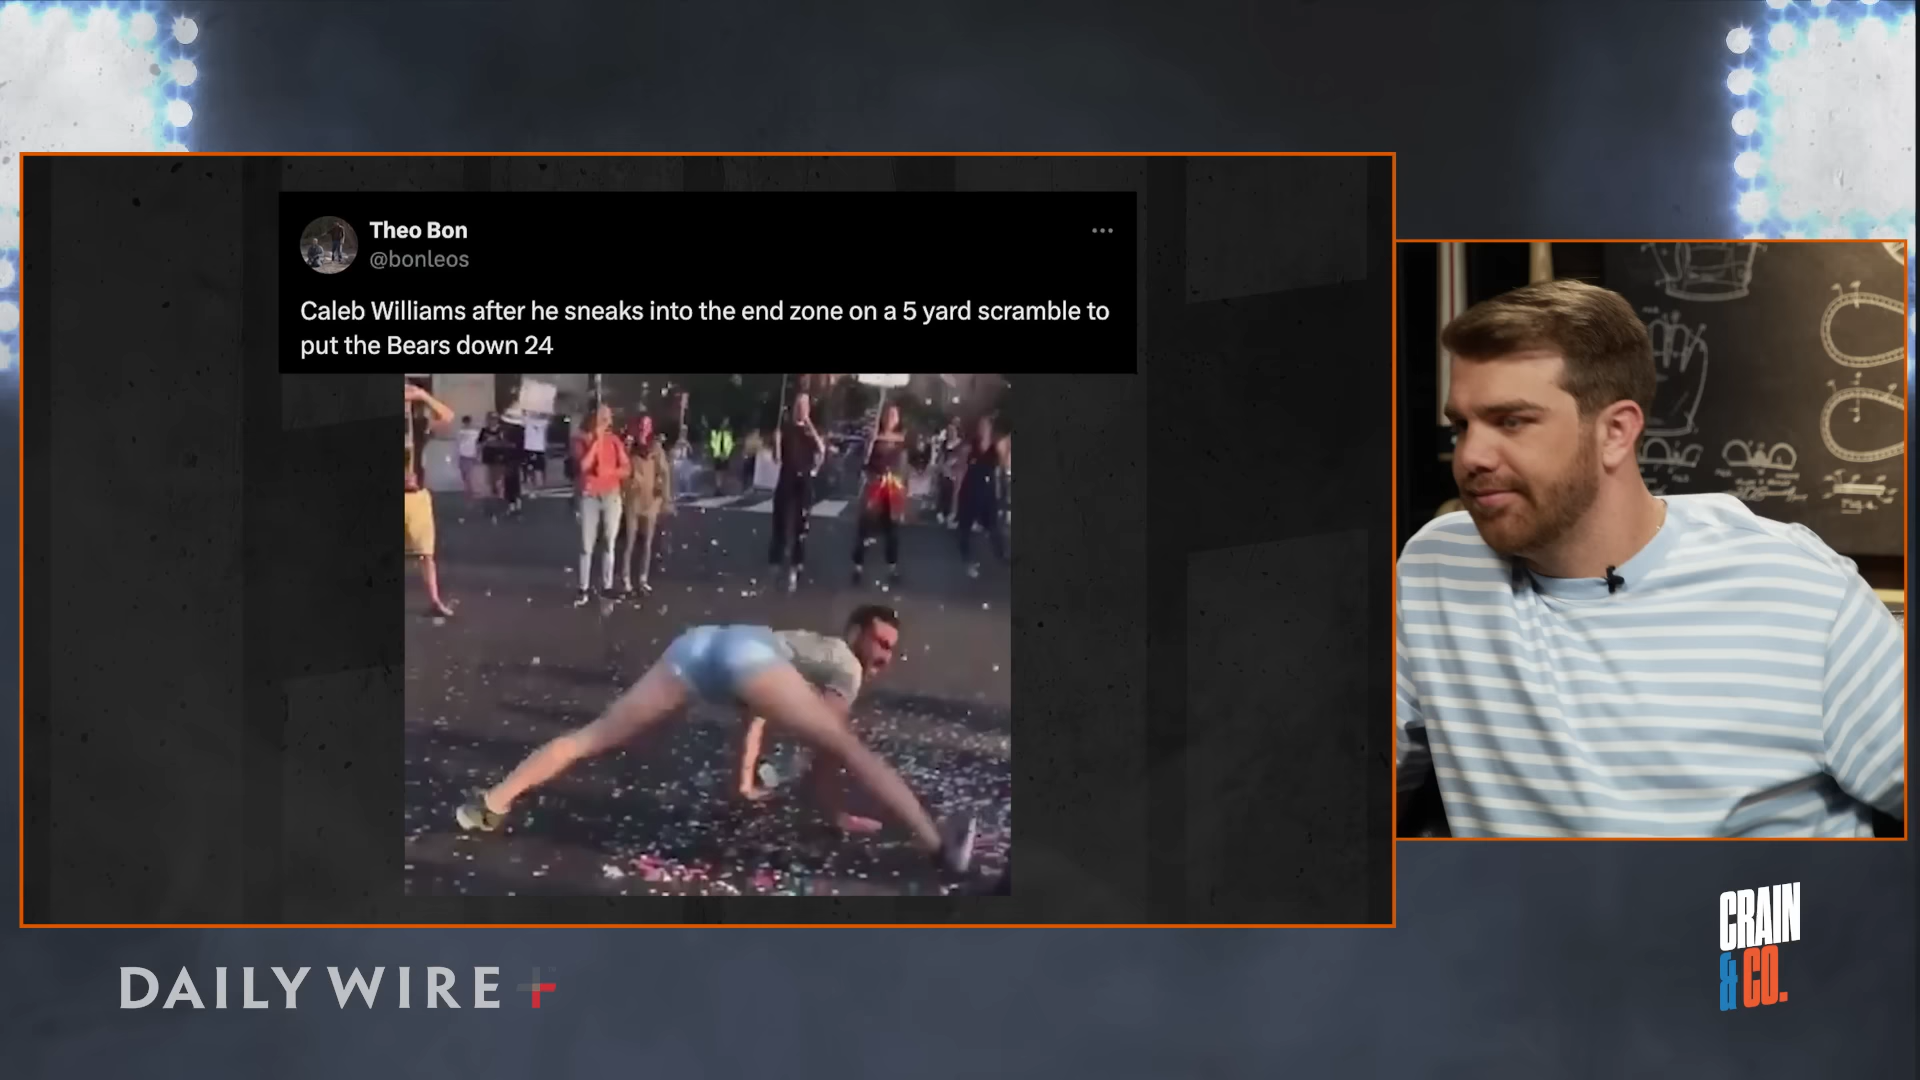 Theo Bon
@bonleos
Caleb Williams after he sneaks into the end zone on a 5 yard scramble to
put the Bears down 24
DAILY WIRE +
CRAIN
& CO.